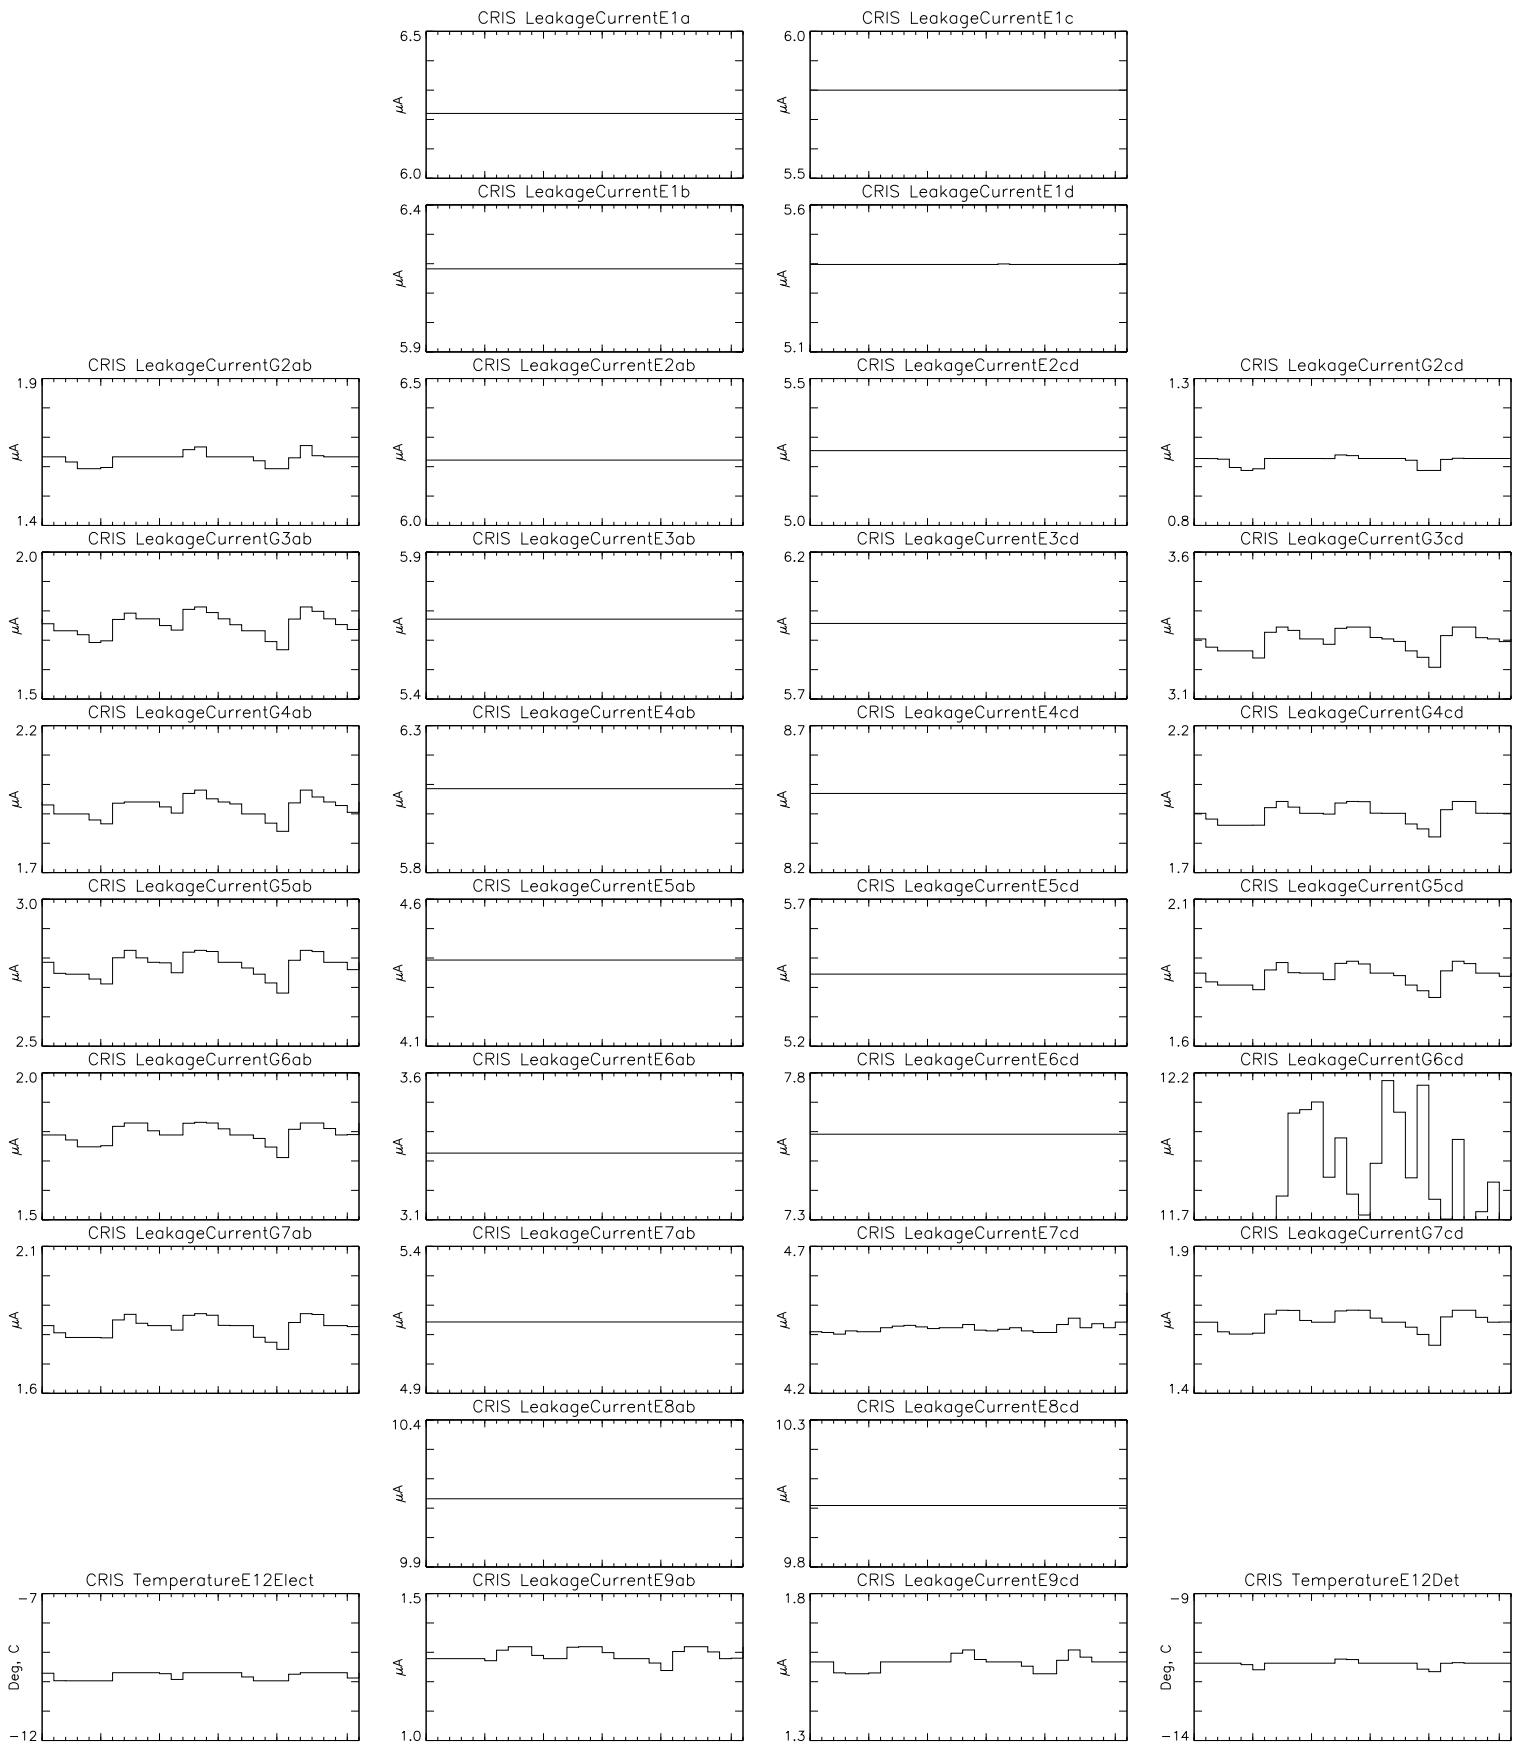 CRIS LeakageCurrentE1a
6.5
μA
6.0
CRIS LeakageCurrentE1c
6.0
μA
5.5
CRIS LeakageCurrentE1b
6.4
μA
5.9
CRIS LeakageCurrentE1d
5.6
μA
5.1
CRIS LeakageCurrentG2ab
1.9
μA
1.4
CRIS LeakageCurrentE2ab
6.5
μA
6.0
CRIS LeakageCurrentE2cd
5.5
μA
5.0
CRIS LeakageCurrentG2cd
1.3
μA
0.8
CRIS LeakageCurrentG3ab
2.0
μA
1.5
CRIS LeakageCurrentE3ab
5.9
μA
5.4
CRIS LeakageCurrentE3cd
6.2
μA
5.7
CRIS LeakageCurrentG3cd
3.6
μA
3.1
CRIS LeakageCurrentG4ab
2.2
μA
1.7
CRIS LeakageCurrentE4ab
6.3
μA
5.8
CRIS LeakageCurrentE4cd
8.7
μA
8.2
CRIS LeakageCurrentG4cd
2.2
μA
1.7
CRIS LeakageCurrentG5ab
3.0
μA
2.5
CRIS LeakageCurrentE5ab
4.6
μA
4.1
CRIS LeakageCurrentE5cd
5.7
μA
5.2
CRIS LeakageCurrentG5cd
2.1
μA
1.6
CRIS LeakageCurrentG6ab
2.0
μA
1.5
CRIS LeakageCurrentE6ab
3.6
μA
3.1
CRIS LeakageCurrentE6cd
7.8
μA
7.3
CRIS LeakageCurrentG6cd
12.2
μA
11.7
CRIS LeakageCurrentG7ab
2.1
μA
1.6
CRIS LeakageCurrentE7ab
5.4
μA
4.9
CRIS LeakageCurrentE7cd
4.7
μA
4.2
CRIS LeakageCurrentG7cd
1.9
μA
1.4
CRIS LeakageCurrentE8ab
10.4
μA
9.9
CRIS LeakageCurrentE8cd
10.3
μA
9.8
CRIS TemperatureE12Elect
-7
Deg, C
-12
CRIS LeakageCurrentE9ab
1.5
μA
1.0
CRIS LeakageCurrentE9cd
1.8
μA
1.3
CRIS TemperatureE12Det
-9
Deg, C
-14